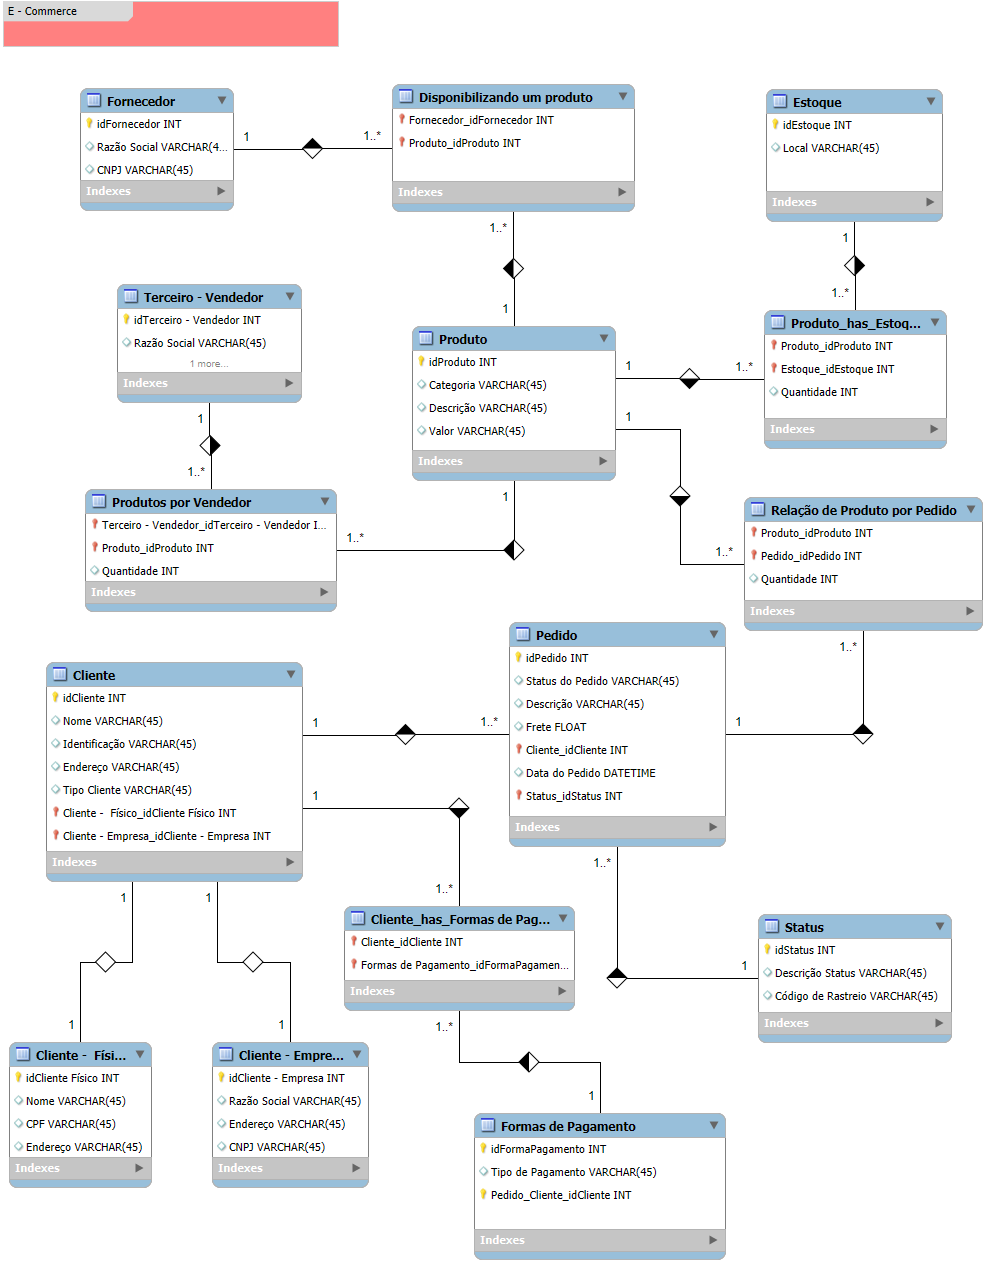 E - Commerce
Fornecedor
idFornecedor INT
Razão Social VARCHAR(4...
CNPJ VARCHAR(45)
Indexes
1
1..*
Disponibilizando um produto
Fornecedor_idFornecedor INT
Produto_idProduto INT
Indexes
1..*
1
Estoque
idEstoque INT
Local VARCHAR(45)
Indexes
1
1..*
Terceiro - Vendedor
idTerceiro - Vendedor INT
Razão Social VARCHAR(45)
1 more...
Indexes
1
1..*
Produto
idProduto INT
Categoria VARCHAR(45)
Descrição VARCHAR(45)
Valor VARCHAR(45)
Indexes
1
1..*
1
1..*
1
1..*
Produto_has_Estoq...
Produto_idProduto INT
Estoque_idEstoque INT
Quantidade INT
Indexes
Produtos por Vendedor
Terceiro - Vendedor_idTerceiro - Vendedor I...
Produto_idProduto INT
Quantidade INT
Indexes
Relação de Produto por Pedido
Produto_idProduto INT
Pedido_idPedido INT
Quantidade INT
Indexes
1..*
1
Pedido
idPedido INT
Status do Pedido VARCHAR(45)
Descrição VARCHAR(45)
Frete FLOAT
Cliente_idCliente INT
Data do Pedido DATETIME
Status_idStatus INT
Indexes
1..*
1
Cliente
idCliente INT
Nome VARCHAR(45)
Identificação VARCHAR(45)
Endereço VARCHAR(45)
Tipo Cliente VARCHAR(45)
Cliente -  Físico_idCliente Físico INT
Cliente - Empresa_idCliente - Empresa INT
Indexes
1
1..*
1
1..*
1
1
1
1
Cliente_has_Formas de Pag...
Cliente_idCliente INT
Formas de Pagamento_idFormaPagamen...
Indexes
1..*
1
Status
idStatus INT
Descrição Status VARCHAR(45)
Código de Rastreio VARCHAR(45)
Indexes
Cliente -  Físi...
idCliente Físico INT
Nome VARCHAR(45)
CPF VARCHAR(45)
Endereço VARCHAR(45)
Indexes
Cliente - Empre...
idCliente - Empresa INT
Razão Social VARCHAR(45)
Endereço VARCHAR(45)
CNPJ VARCHAR(45)
Indexes
Formas de Pagamento
idFormaPagamento INT
Tipo de Pagamento VARCHAR(45)
Pedido_Cliente_idCliente INT
Indexes